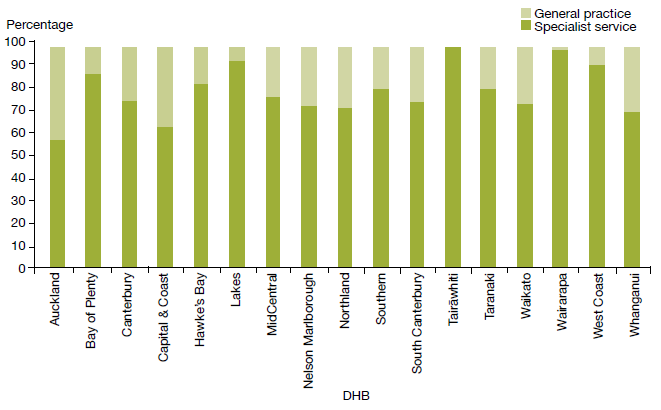 Percentage
General practice
Specialist service
100
90
80
70
60
50
40
30
20
10
0
Auckland
Bay of Plenty
Canterbury
Capital & Coast
Hawke's Bay
Lakes
MidCentral
Nelson Marlborough
Northland
Southern
South Canterbury
Tairāwhiti
Taranaki
Waikato
Wairarapa
West Coast
Whanganui
DHB